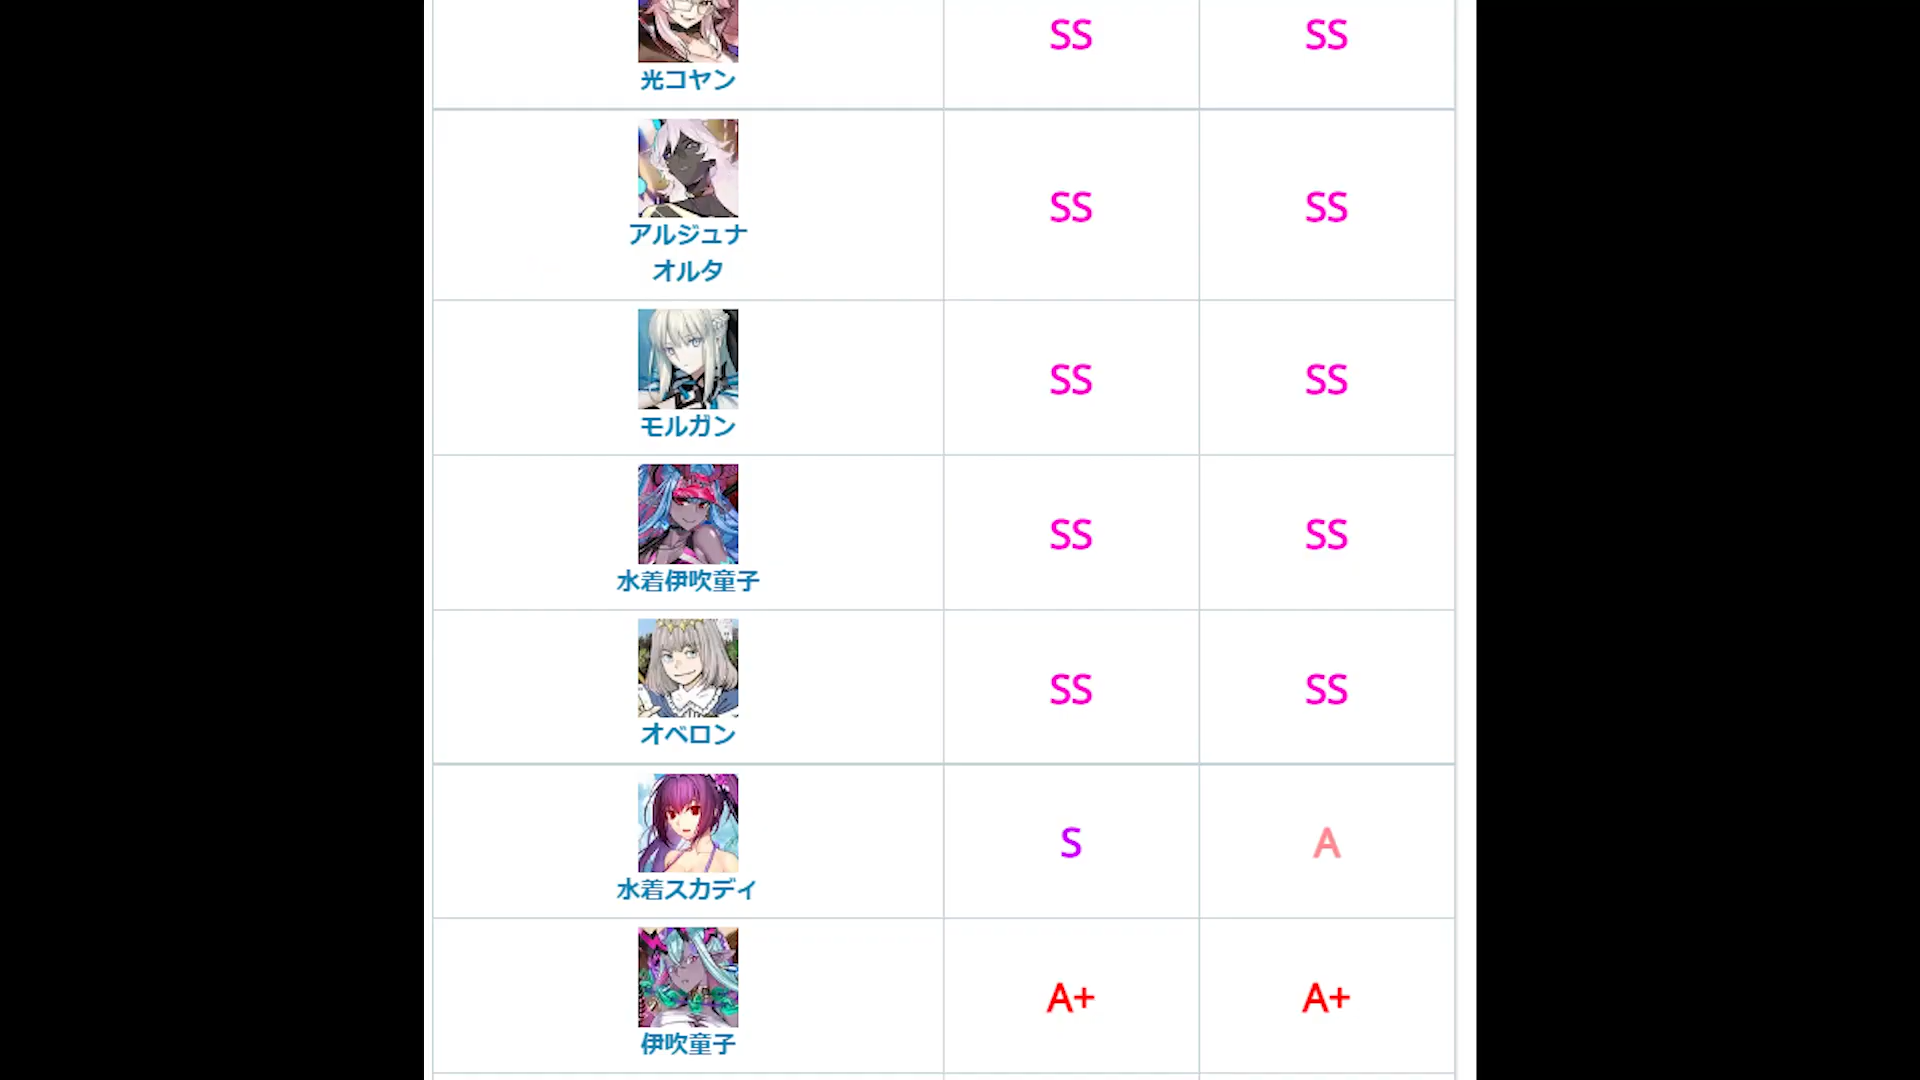 SS SS
光コヤン
アルジュナ
オルタ
SS SS
モルガン
SS SS
水着伊吹童子
SS SS
オベロン
SS SS
水着スカディ
S A
伊吹童子
A+ A+